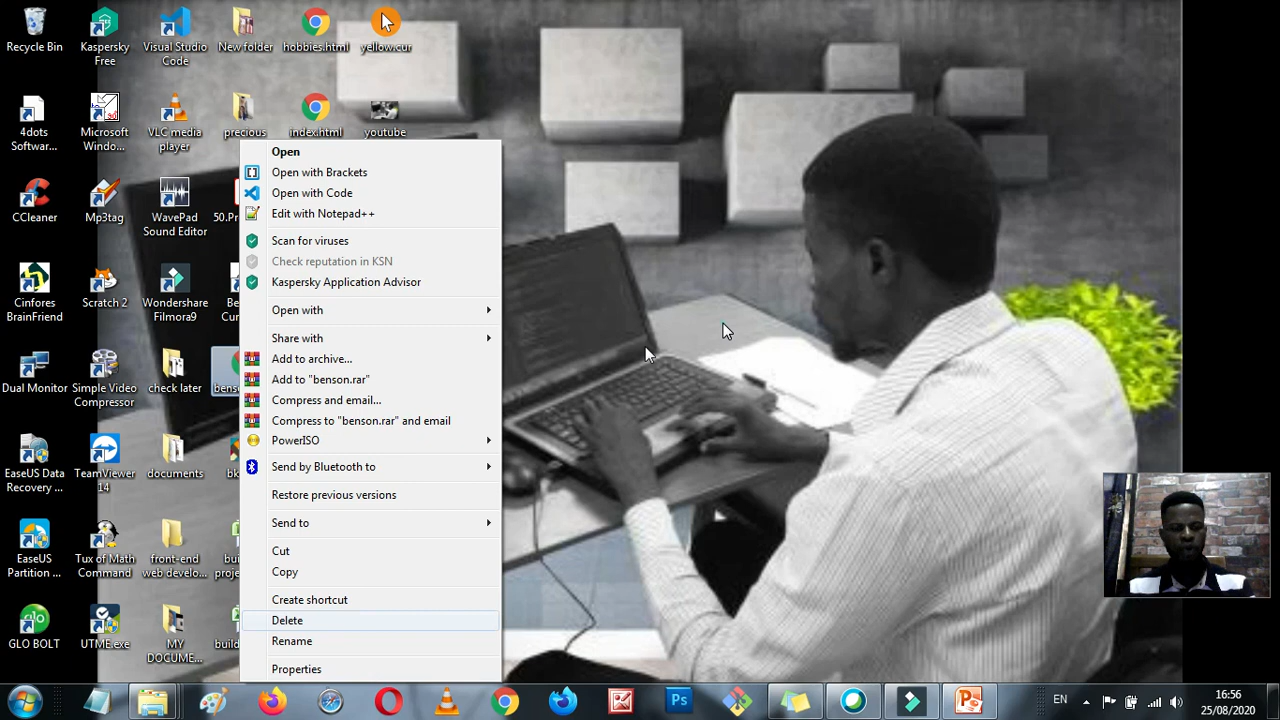 Recycle Bin
Kaspersky
Free
Visual Studio
Code
New folder
hobbies.html
yellow.cur
4dots
Softwar...
Microsoft
Windo...
VLC media
player
precious
index.html
youtube
CCleaner
Mp3tag
WavePad
Sound Editor
50.Pr
Cinfores
BrainFriend
Scratch 2
Wondershare
Filmora9
Be
Cur
Dual Monitor
Simple Video
Compressor
check later
bens
EaseUS Data
Recovery ...
TeamViewer
14
documents
bk
EaseUS
Partition ...
Tux of Math
Command
front-end
web develo...
bui
proje
GLO BOLT
UTME.exe
MY
DOCUME...
build
Open
Open with Brackets
Open with Code
Edit with Notepad++
Scan for viruses
Check reputation in KSN
Kaspersky Application Advisor
Open with
Share with
Add to archive...
Add to "benson.rar"
Compress and email...
Compress to "benson.rar" and email
PowerISO
Send by Bluetooth to
Restore previous versions
Send to
Cut
Copy
Create shortcut
Delete
Rename
Properties
Ps
EN
16:56
25/08/2020